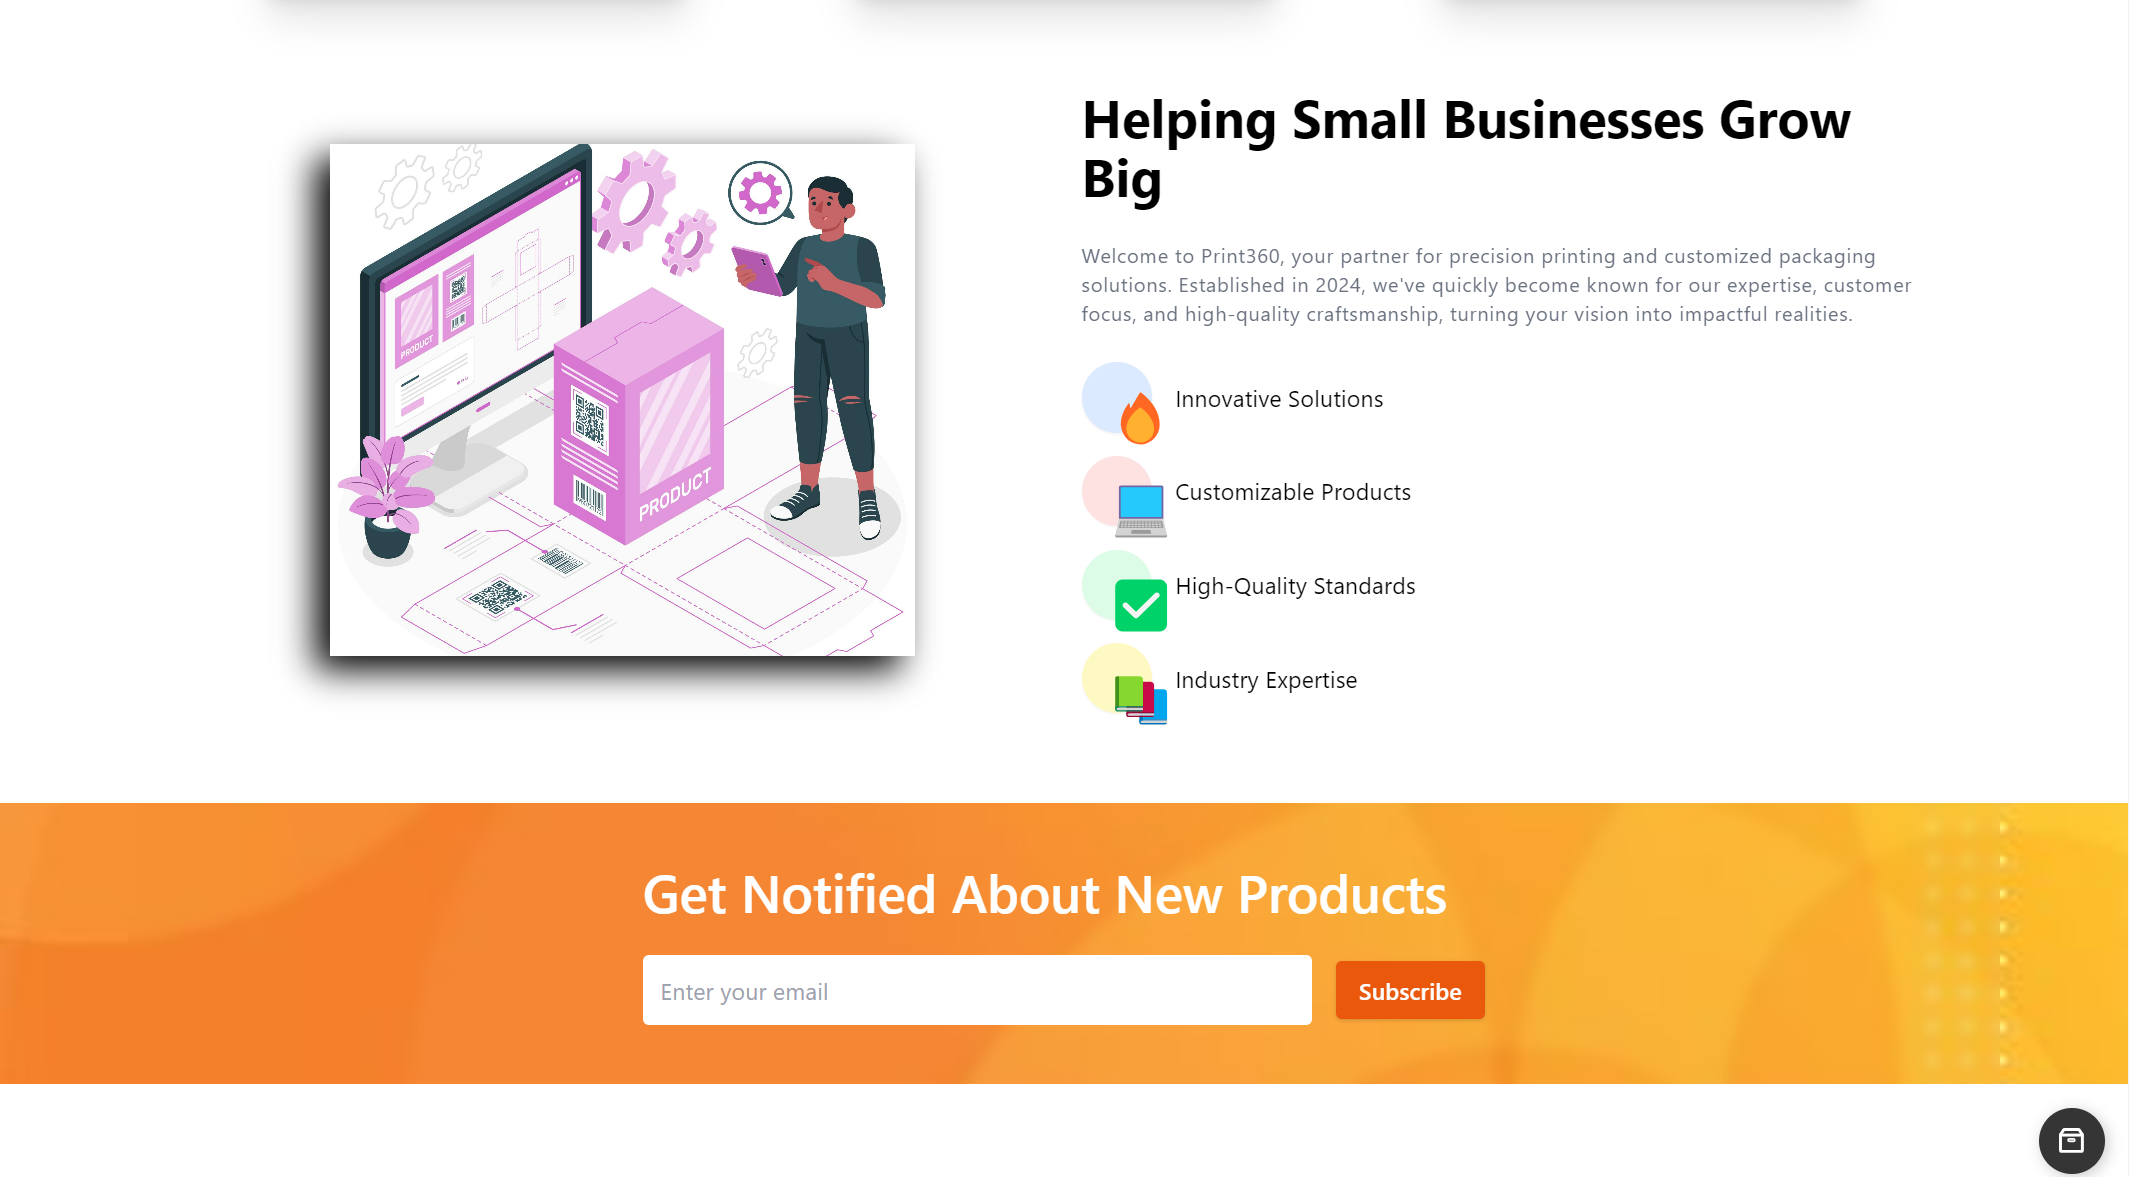 PRODUCT
PRODUCT
Helping Small Businesses Grow
Big
Welcome to Print360, your partner for precision printing and customized packaging
solutions. Established in 2024, we've quickly become known for our expertise, customer
focus, and high-quality craftsmanship, turning your vision into impactful realities.
Innovative Solutions
Customizable Products
High-Quality Standards
Industry Expertise
Get Notified About New Products
Enter your email
Subscribe